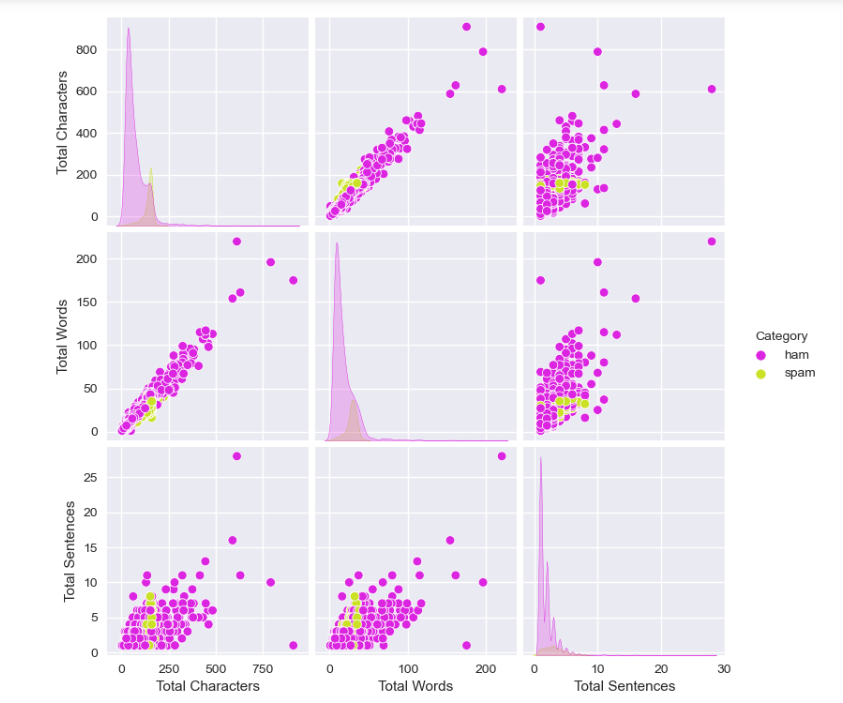 Total Characters
800
600
400
200
0
Total Words
200
150
100
50
0
Category
ham
spam
Total Sentences
25
20
15
10
5
0
0 250 500 750 0 100 200 0 10 20 30
Total Characters Total Words Total Sentences